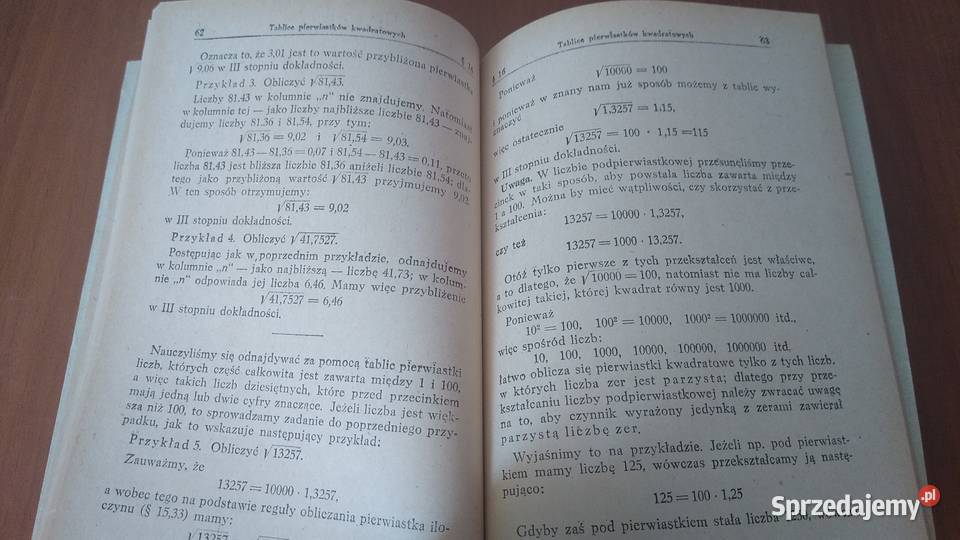 62 Tablice pierwiastków kwadratowych
§ 16
Oznacza to, że 3,01 jest to wartość przybliżona pierwiastka
√9,06 w III stopniu dokładności.
Przykład 3. Obliczyć √81,43.
Liczby 81,43 w kolumnie „n" nie znajdujemy. Natomiast
w kolumnie tej — jako liczby najbliższe liczbie 81,43 — znaj-
dujemy liczby 81,36 i 81,54, przy tym:
√81,36 = 9,02 i √81,54 = 9,03.
Ponieważ 81,43 — 81,36 = 0,07 i 81,54 — 81,43 = 0,11, przeto
liczba 81,43 jest bliższa liczbie 81,36 aniżeli liczbie 81,54; dla-
tego jako przybliżoną wartość √81,43 przyjmujemy 9,02.
W ten sposób otrzymujemy:
√81,43 = 9,02
w III stopniu dokładności.
Przykład 4. Obliczyć √41,7527.
Postępując jak w poprzednim przykładzie, odnajdujemy
w kolumnie „n" — jako najbliższą — liczbę 41,73; w kolum-
nie „n" odpowiada jej liczba 6,46. Mamy więc przybliżenie
√41,7527 = 6,46
w III stopniu dokładności.
Nauczyliśmy się odnajdywać za pomocą tablic pierwiastki
liczb, których część całkowita jest zawarta między 1 i 100,
a więc takich liczb dziesiętnych, które przed przecinkiem
mają jedną lub dwie cyfry znaczące. Jeżeli liczba jest więk-
sza niż 100, to sprowadzamy zadanie do poprzedniego przy-
padku, jak to wskazuje następujący przykład:
Przykład 5. Obliczyć √13257.
Zauważmy, że
13257 = 10000 · 1,3257,
a wobec tego na podstawie reguły obliczania pierwiastka ilo-
czynu (§ 15,33) mamy:
√13257
Tablice pierwiastków kwadratowych 63
§ 16
Ponieważ
√10000 = 100
i ponieważ w znany nam już sposób możemy z tablic wy-
znaczyć
√1,3257 = 1,15,
więc ostatecznie
√13257 = 100 · 1,15 = 115
w III stopniu dokładności.
Uwaga. W liczbie podpierwiastkowej przesunęliśmy prze-
cinek w taki sposób, aby powstała liczba zawarta między
1 a 100. Można by mieć wątpliwości, czy skorzystać z prze-
kształcenia:
13257 = 10000 · 1,3257,
czy też
13257 = 1000 · 13,257.
Otóż tylko pierwsze z tych przekształceń jest właściwe,
a to dlatego, że √10000 = 100, natomiast nie ma liczby cał-
kowitej takiej, której kwadrat równy jest 1000.
Ponieważ
10² = 100, 100² = 10000, 1000² = 1000000 itd.,
więc spośród liczb:
10, 100, 1000, 10000, 100000, 1000000 itd.
łatwo oblicza się pierwiastki kwadratowe tylko z tych liczb,
w których liczba zer jest parzysta; dlatego przy prze-
kształcaniu liczby podpierwiastkowej należy zwracać uwagę
na to, aby czynnik wyrażony jedynką z zerami zawierał
parzystą liczbę zer.
Wyjaśnimy to na przykładzie. Jeżeli np. pod pierwiast-
kiem mamy liczbę 125, wówczas przekształcamy ją nastę-
pująco:
125 = 100 · 1,25
Gdyby zaś pod pierwiastkiem stała liczba 1250,
Sprzedajemy.pl